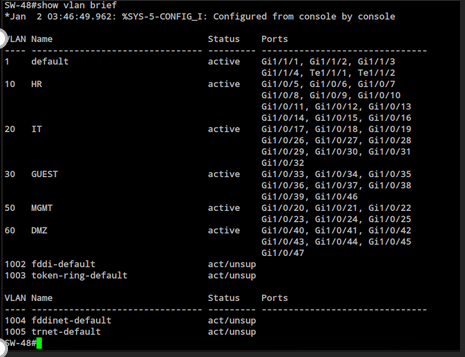 SW-48#show vlan brief
*Jan  2 03:46:49.962: %SYS-5-CONFIG_I: Configured from console by console

VLAN Name                             Status    Ports
---- -------------------------------- --------- -------------------------------
1    default                          active    Gi1/1/1, Gi1/1/2, Gi1/1/3
                                                Gi1/1/4, Te1/1/1, Te1/1/2
10   HR                               active    Gi1/0/5, Gi1/0/6, Gi1/0/7
                                                Gi1/0/8, Gi1/0/9, Gi1/0/10
                                                Gi1/0/11, Gi1/0/12, Gi1/0/13
                                                Gi1/0/14, Gi1/0/15, Gi1/0/16
20   IT                               active    Gi1/0/17, Gi1/0/18, Gi1/0/19
                                                Gi1/0/26, Gi1/0/27, Gi1/0/28
                                                Gi1/0/29, Gi1/0/30, Gi1/0/31
                                                Gi1/0/32
30   GUEST                            active    Gi1/0/33, Gi1/0/34, Gi1/0/35
                                                Gi1/0/36, Gi1/0/37, Gi1/0/38
                                                Gi1/0/39, Gi1/0/46
50   MGMT                             active    Gi1/0/20, Gi1/0/21, Gi1/0/22
                                                Gi1/0/23, Gi1/0/24, Gi1/0/25
60   DMZ                              active    Gi1/0/40, Gi1/0/41, Gi1/0/42
                                                Gi1/0/43, Gi1/0/44, Gi1/0/45
                                                Gi1/0/47
1002 fddi-default                     act/unsup
1003 token-ring-default               act/unsup

VLAN Name                             Status    Ports
---- -------------------------------- --------- -------------------------------
1004 fddinet-default                  act/unsup
1005 trnet-default                    act/unsup
SW-48#